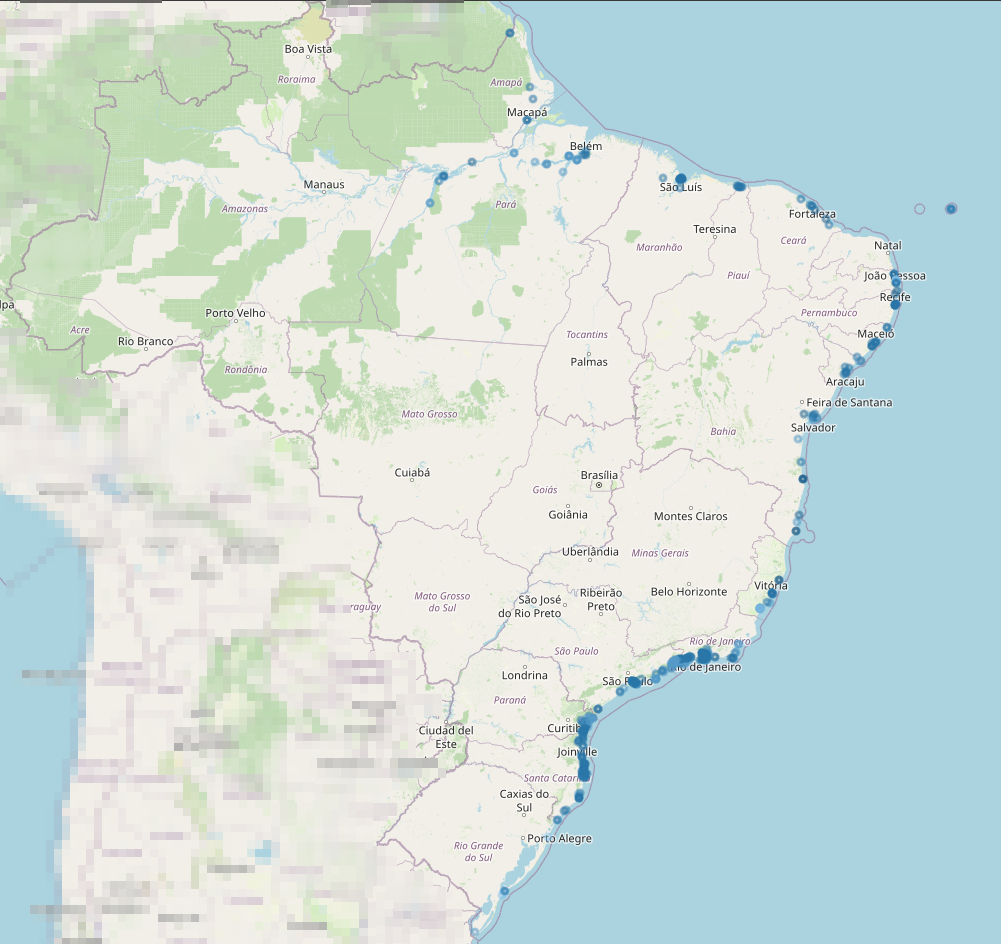 Boa Vista
Roraima
Amapá
Macapá
Belém
Manaus
São Luís
Amazonas
Pará
Fortaleza
Teresina
Ceará
Maranhão
Natal
Piauí
João Pessoa
Recife
Porto Velho
Pernambuco
Acre
Rio Branco
Tocantins
Maceió
Palmas
Rondônia
Aracaju
Feira de Santana
Mato Grosso
Salvador
Bahia
Cuiabá
Brasília
Goiás
Goiânia
Montes Claros
Uberlândia
Minas Gerais
Vitória
Belo Horizonte
Ribeirão
Preto
São José
do Rio Preto
Mato Grosso
do Sul
raguay
Rio de Janeiro
São Paulo
Rio de Janeiro
Londrina
São Paulo
Paraná
Curitiba
Ciudad del
Este
Joinville
Santa Catarina
Caxias do
Sul
Porto Alegre
Rio Grande
do Sul